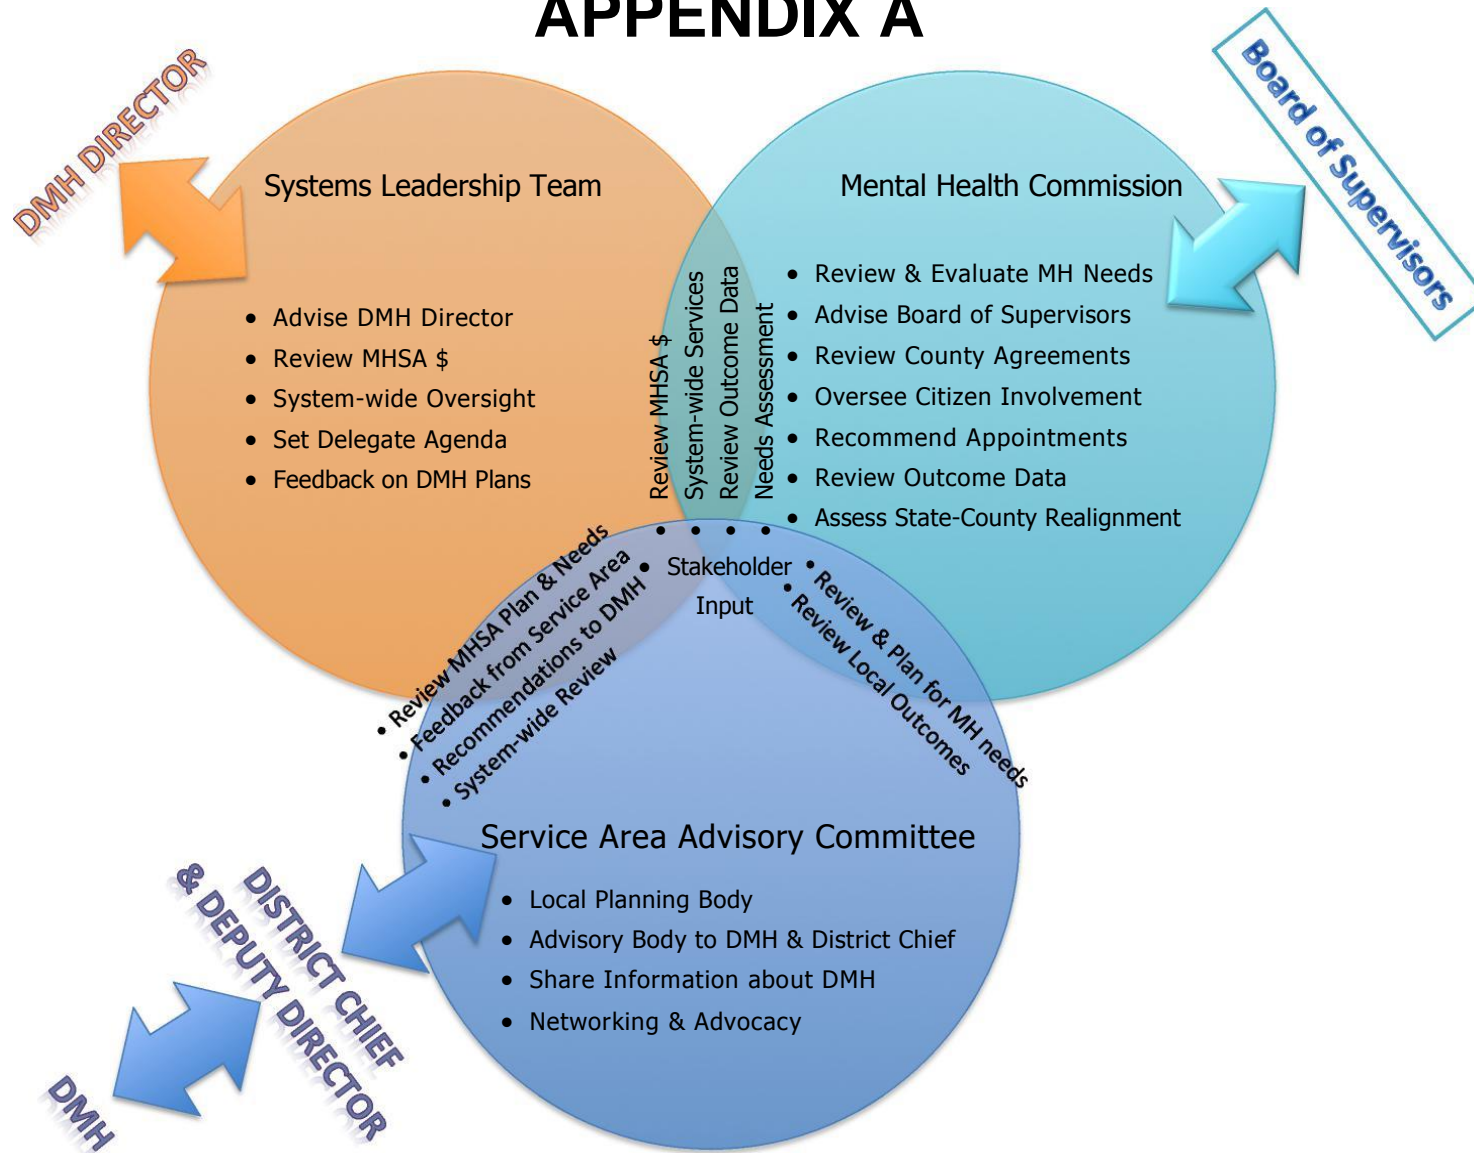 APPENDIX A
DMH DIRECTOR
Board of Supervisors
Systems Leadership Team
• Advise DMH Director
• Review MHSA $
• System-wide Oversight
• Set Delegate Agenda
• Feedback on DMH Plans
Mental Health Commission
• Review & Evaluate MH Needs
• Advise Board of Supervisors
• Review County Agreements
• Oversee Citizen Involvement
• Recommend Appointments
• Review Outcome Data
• Assess State-County Realignment
• Review MHSA $
• System-wide Services
• Review Outcome Data
• Needs Assessment
• Stakeholder
Input
• Review MHSA Plan & Needs
• Feedback from Service Area
• Recommendations to DMH
• System-wide Review
• Review & Plan for MH needs
• Review Local Outcomes
Service Area Advisory Committee
• Local Planning Body
• Advisory Body to DMH & District Chief
• Share Information about DMH
• Networking & Advocacy
DISTRICT CHIEF
& DEPUTY DIRECTOR
DMH